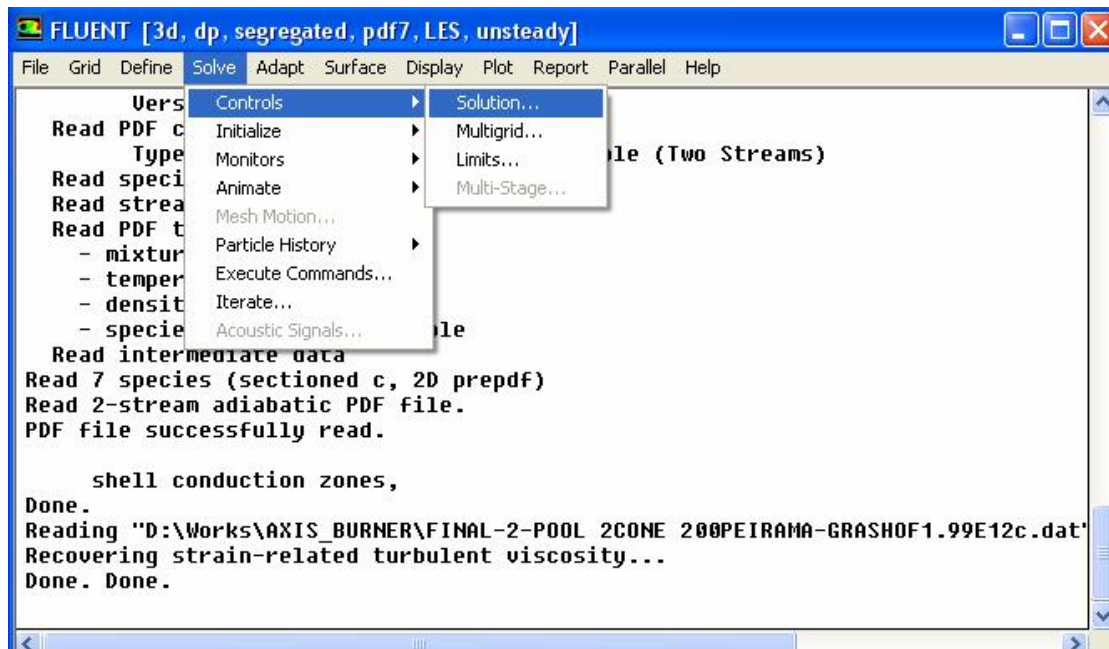 FLUENT [3d, dp, segregated, pdf7, LES, unsteady]
File Grid Define Solve Adapt Surface Display Plot Report Parallel Help
Vers Controls Solution...
Read PDF c Initialize Multigrid...
Type Monitors Limits... le (Two Streams)
Read speci Animate Multi-Stage...
Read strea Mesh Motion...
Read PDF t Particle History
- mixtur Execute Commands...
- temper Iterate...
- densit Acoustic Signals...
- specie le
Read intermediate data
Read 7 species (sectioned c, 2D prepdf)
Read 2-stream adiabatic PDF file.
PDF file successfully read.
shell conduction zones,
Done.
Reading "D:\Works\AXIS_BURNER\FINAL-2-POOL 2CONE 200PEIRAMA-GRASHOF1.99E12c.dat"
Recovering strain-related turbulent viscosity...
Done. Done.